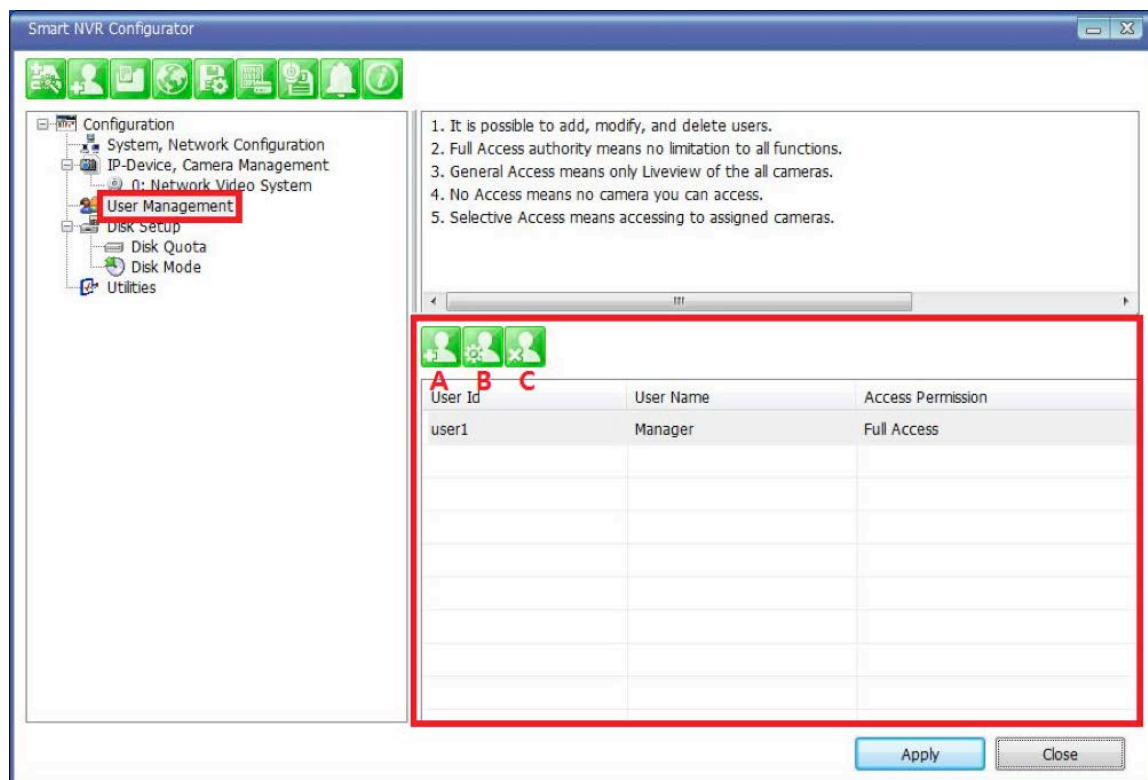 Smart NVR Configurator
Configuration
System, Network Configuration
IP-Device, Camera Management
0: Network Video System
User Management
Disk Setup
Disk Quota
Disk Mode
Utilities
1. It is possible to add, modify, and delete users.
2. Full Access authority means no limitation to all functions.
3. General Access means only Liveview of the all cameras.
4. No Access means no camera you can access.
5. Selective Access means accessing to assigned cameras.
A B C
User Id User Name Access Permission
user1 Manager Full Access
Apply Close